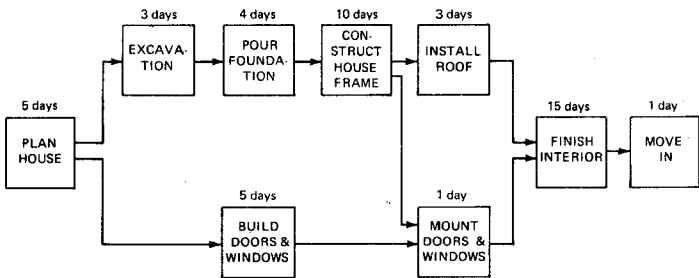 3 days
4 days
10 days
3 days
EXCAVA-
TION
POUR
FOUNDA-
TION
CON-
STRUCT
HOUSE
FRAME
INSTALL
ROOF
5 days
PLAN
HOUSE
15 days
1 day
FINISH
INTERIOR
MOVE
IN
5 days
1 day
BUILD
DOORS &
WINDOWS
MOUNT
DOORS &
WINDOWS